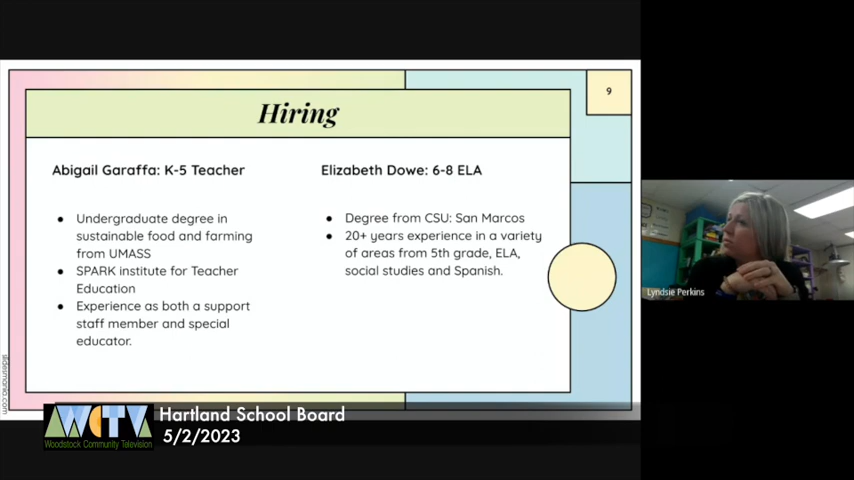 9
Hiring
Abigail Garaffa: K-5 Teacher
● Undergraduate degree in
sustainable food and farming
from UMASS
● SPARK institute for Teacher
Education
● Experience as both a support
staff member and special
educator.
Elizabeth Dowe: 6-8 ELA
● Degree from CSU: San Marcos
● 20+ years experience in a variety
of areas from 5th grade, ELA,
social studies and Spanish.
Lyndsie Perkins
slidesmania.com
WCTV
Woodstock Community Television
Hartland School Board
5/2/2023